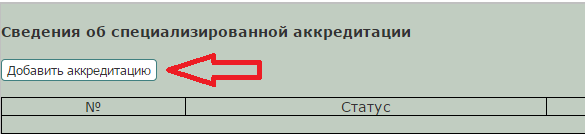 Сведения об специализированной аккредитации
Добавить аккредитацию
№ Статус